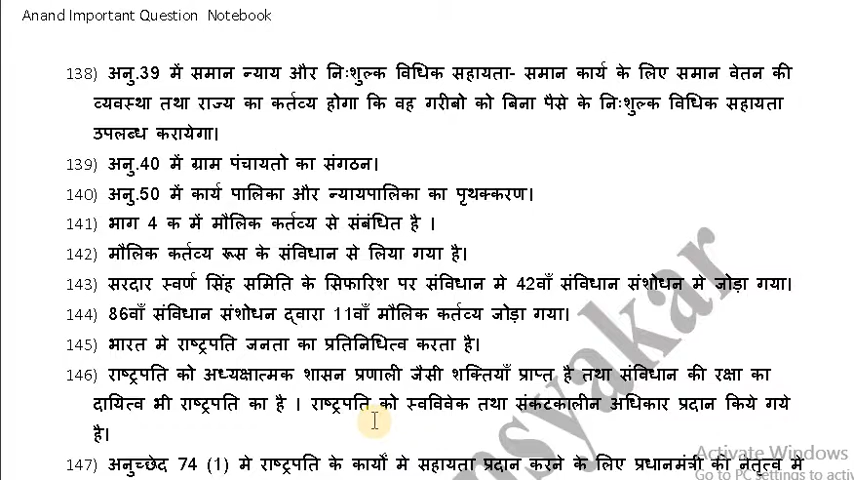 Anand Important Question Notebook
138) अनु.39 में समान न्याय और निःशुल्क विधिक सहायता- समान कार्य के लिए समान वेतन की
व्यवस्था तथा राज्य का कर्तव्य होगा कि वह गरीबो को बिना पैसे के निःशुल्क विधिक सहायता
उपलब्ध करायेगा।
139) अनु.40 में ग्राम पंचायतो का संगठन।
140) अनु.50 में कार्य पालिका और न्यायपालिका का पृथक्करण।
141) भाग 4 क में मौलिक कर्तव्य से संबंधित है ।
142) मौलिक कर्तव्य रूस के संविधान से लिया गया है।
143) सरदार स्वर्ण सिंह समिति के सिफारिश पर संविधान मे 42वाँ संविधान संशोधन मे जोड़ा गया।
144) 86वाँ संविधान संशोधन द्वारा 11वाँ मौलिक कर्तव्य जोड़ा गया।
145) भारत मे राष्ट्रपति जनता का प्रतिनिधित्व करता है।
146) राष्ट्रपति को अध्यक्षात्मक शासन प्रणाली जैसी शक्तियाँ प्राप्त है तथा संविधान की रक्षा का
दायित्व भी राष्ट्रपति का है । राष्ट्रपति को स्वविवेक तथा संकटकालीन अधिकार प्रदान किये गये
है।
147) अनुच्छेद 74 (1) मे राष्ट्रपति के कार्यो मे सहायता प्रदान करने के लिए प्रधानमंत्री की नेतृत्व में
Activate Windows
Go to PC settings to activ